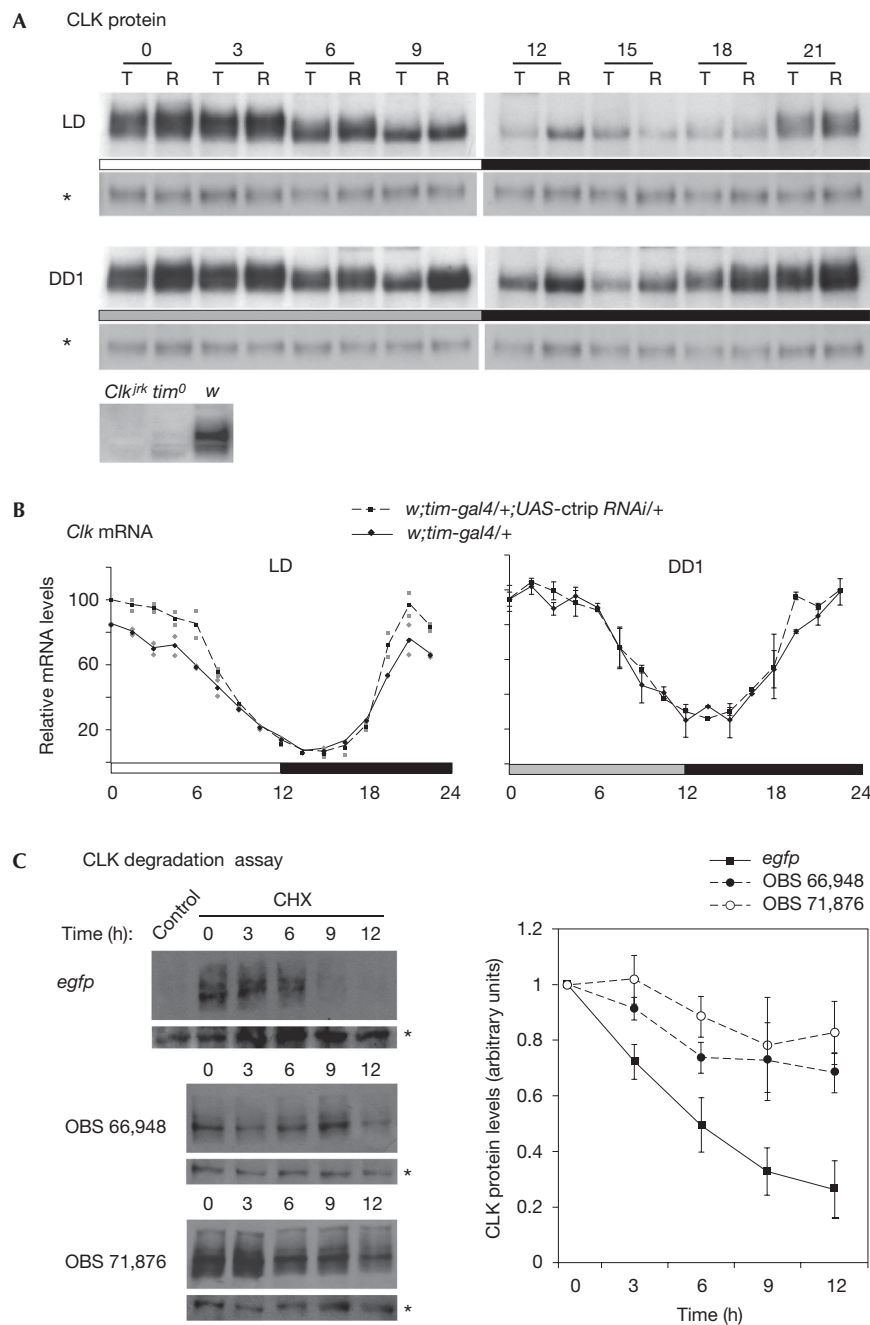 A CLK protein
0 3 6 9 12 15 18 21
T R T R T R T R T R T R T R T R
LD
*
DD1
*
Clkjrk tim0 w
B
Clk mRNA
w;tim-gal4/+;UAS-ctrip RNAi/+
w;tim-gal4/+
LD
DD1
Relative mRNA levels
100
60
20
0 6 12 18 24
0 6 12 18 24
C CLK degradation assay
Control
CHX
Time (h): 0 3 6 9 12
egfp
*
0 3 6 9 12
OBS 66,948
*
0 3 6 9 12
OBS 71,876
*
egfp
OBS 66,948
OBS 71,876
CLK protein levels (arbitrary units)
1.2
1
0.8
0.6
0.4
0.2
0
0 3 6 9 12
Time (h)